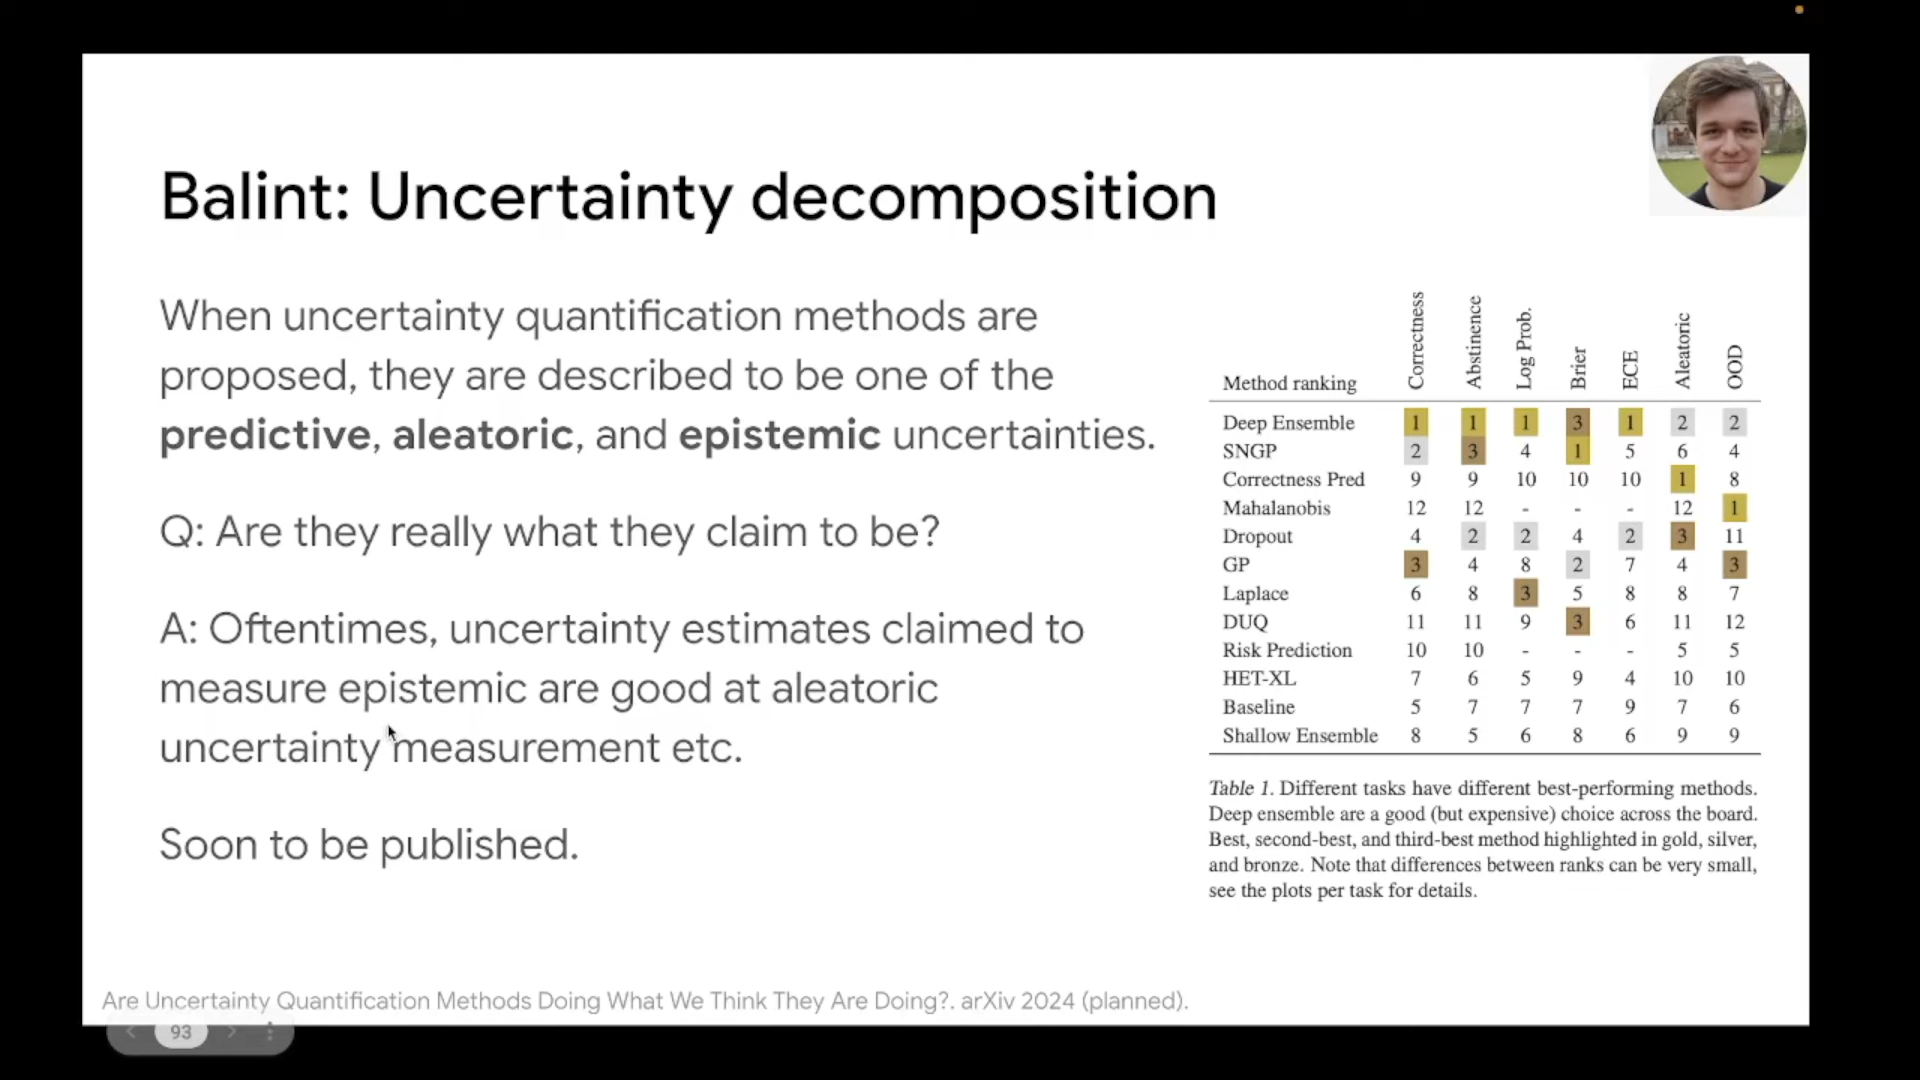 Balint: Uncertainty decomposition
When uncertainty quantification methods are
proposed, they are described to be one of the
predictive, aleatoric, and epistemic uncertainties.
Q: Are they really what they claim to be?
A: Oftentimes, uncertainty estimates claimed to
measure epistemic are good at aleatoric
uncertainty measurement etc.
Soon to be published.
Method ranking Correctness Abstinence Log Prob. Brier ECE Aleatoric OOD
Deep Ensemble 1 1 1 3 1 2 2
SNGP 2 3 4 1 5 6 4
Correctness Pred 9 9 10 10 10 1 8
Mahalanobis 12 12 - - - 12 1
Dropout 4 2 2 4 2 3 11
GP 3 4 8 2 7 4 3
Laplace 6 8 3 5 8 8 7
DUQ 11 11 9 3 6 11 12
Risk Prediction 10 10 - - - 5 5
HET-XL 7 6 5 9 4 10 10
Baseline 5 7 7 7 9 7 6
Shallow Ensemble 8 5 6 8 6 9 9
Table 1. Different tasks have different best-performing methods.
Deep ensemble are a good (but expensive) choice across the board.
Best, second-best, and third-best method highlighted in gold, silver,
and bronze. Note that differences between ranks can be very small,
see the plots per task for details.
Are Uncertainty Quantification Methods Doing What We Think They Are Doing?. arXiv 2024 (planned).
93